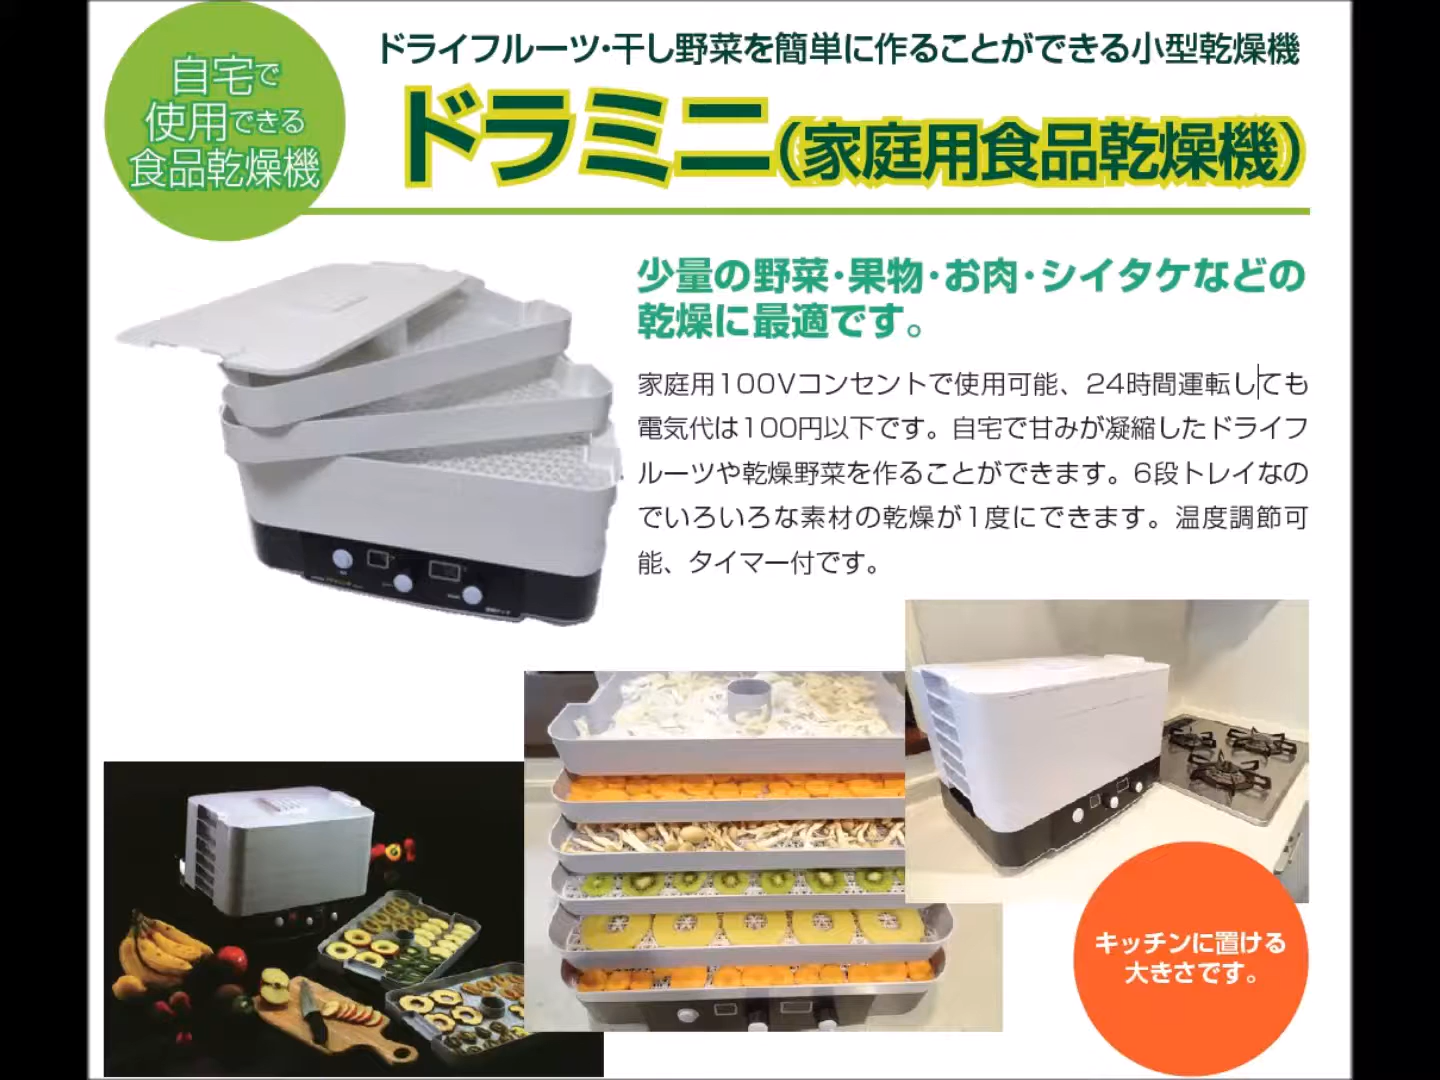 自宅で
使用できる
食品乾燥機
ドライフルーツ・干し野菜を簡単に作ることができる小型乾燥機
ドラミニ（家庭用食品乾燥機）
少量の野菜・果物・お肉・シイタケなどの
乾燥に最適です。
家庭用100Vコンセントで使用可能、24時間運転しても
電気代は100円以下です。自宅で甘みが凝縮したドライフ
ルーツや乾燥野菜を作ることができます。6段トレイなの
でいろいろな素材の乾燥が1度にできます。温度調節可
能、タイマー付です。
キッチンに置ける
大きさです。